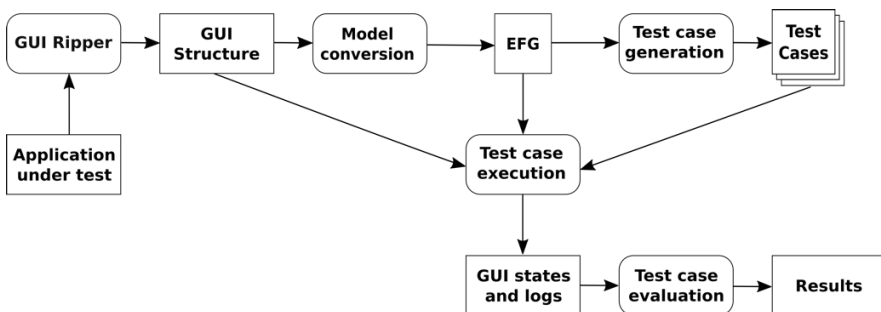 GUI Ripper
GUI
Structure
Model
conversion
EFG
Test case
generation
Test
Cases
Application
under test
Test case
execution
GUI states
and logs
Test case
evaluation
Results